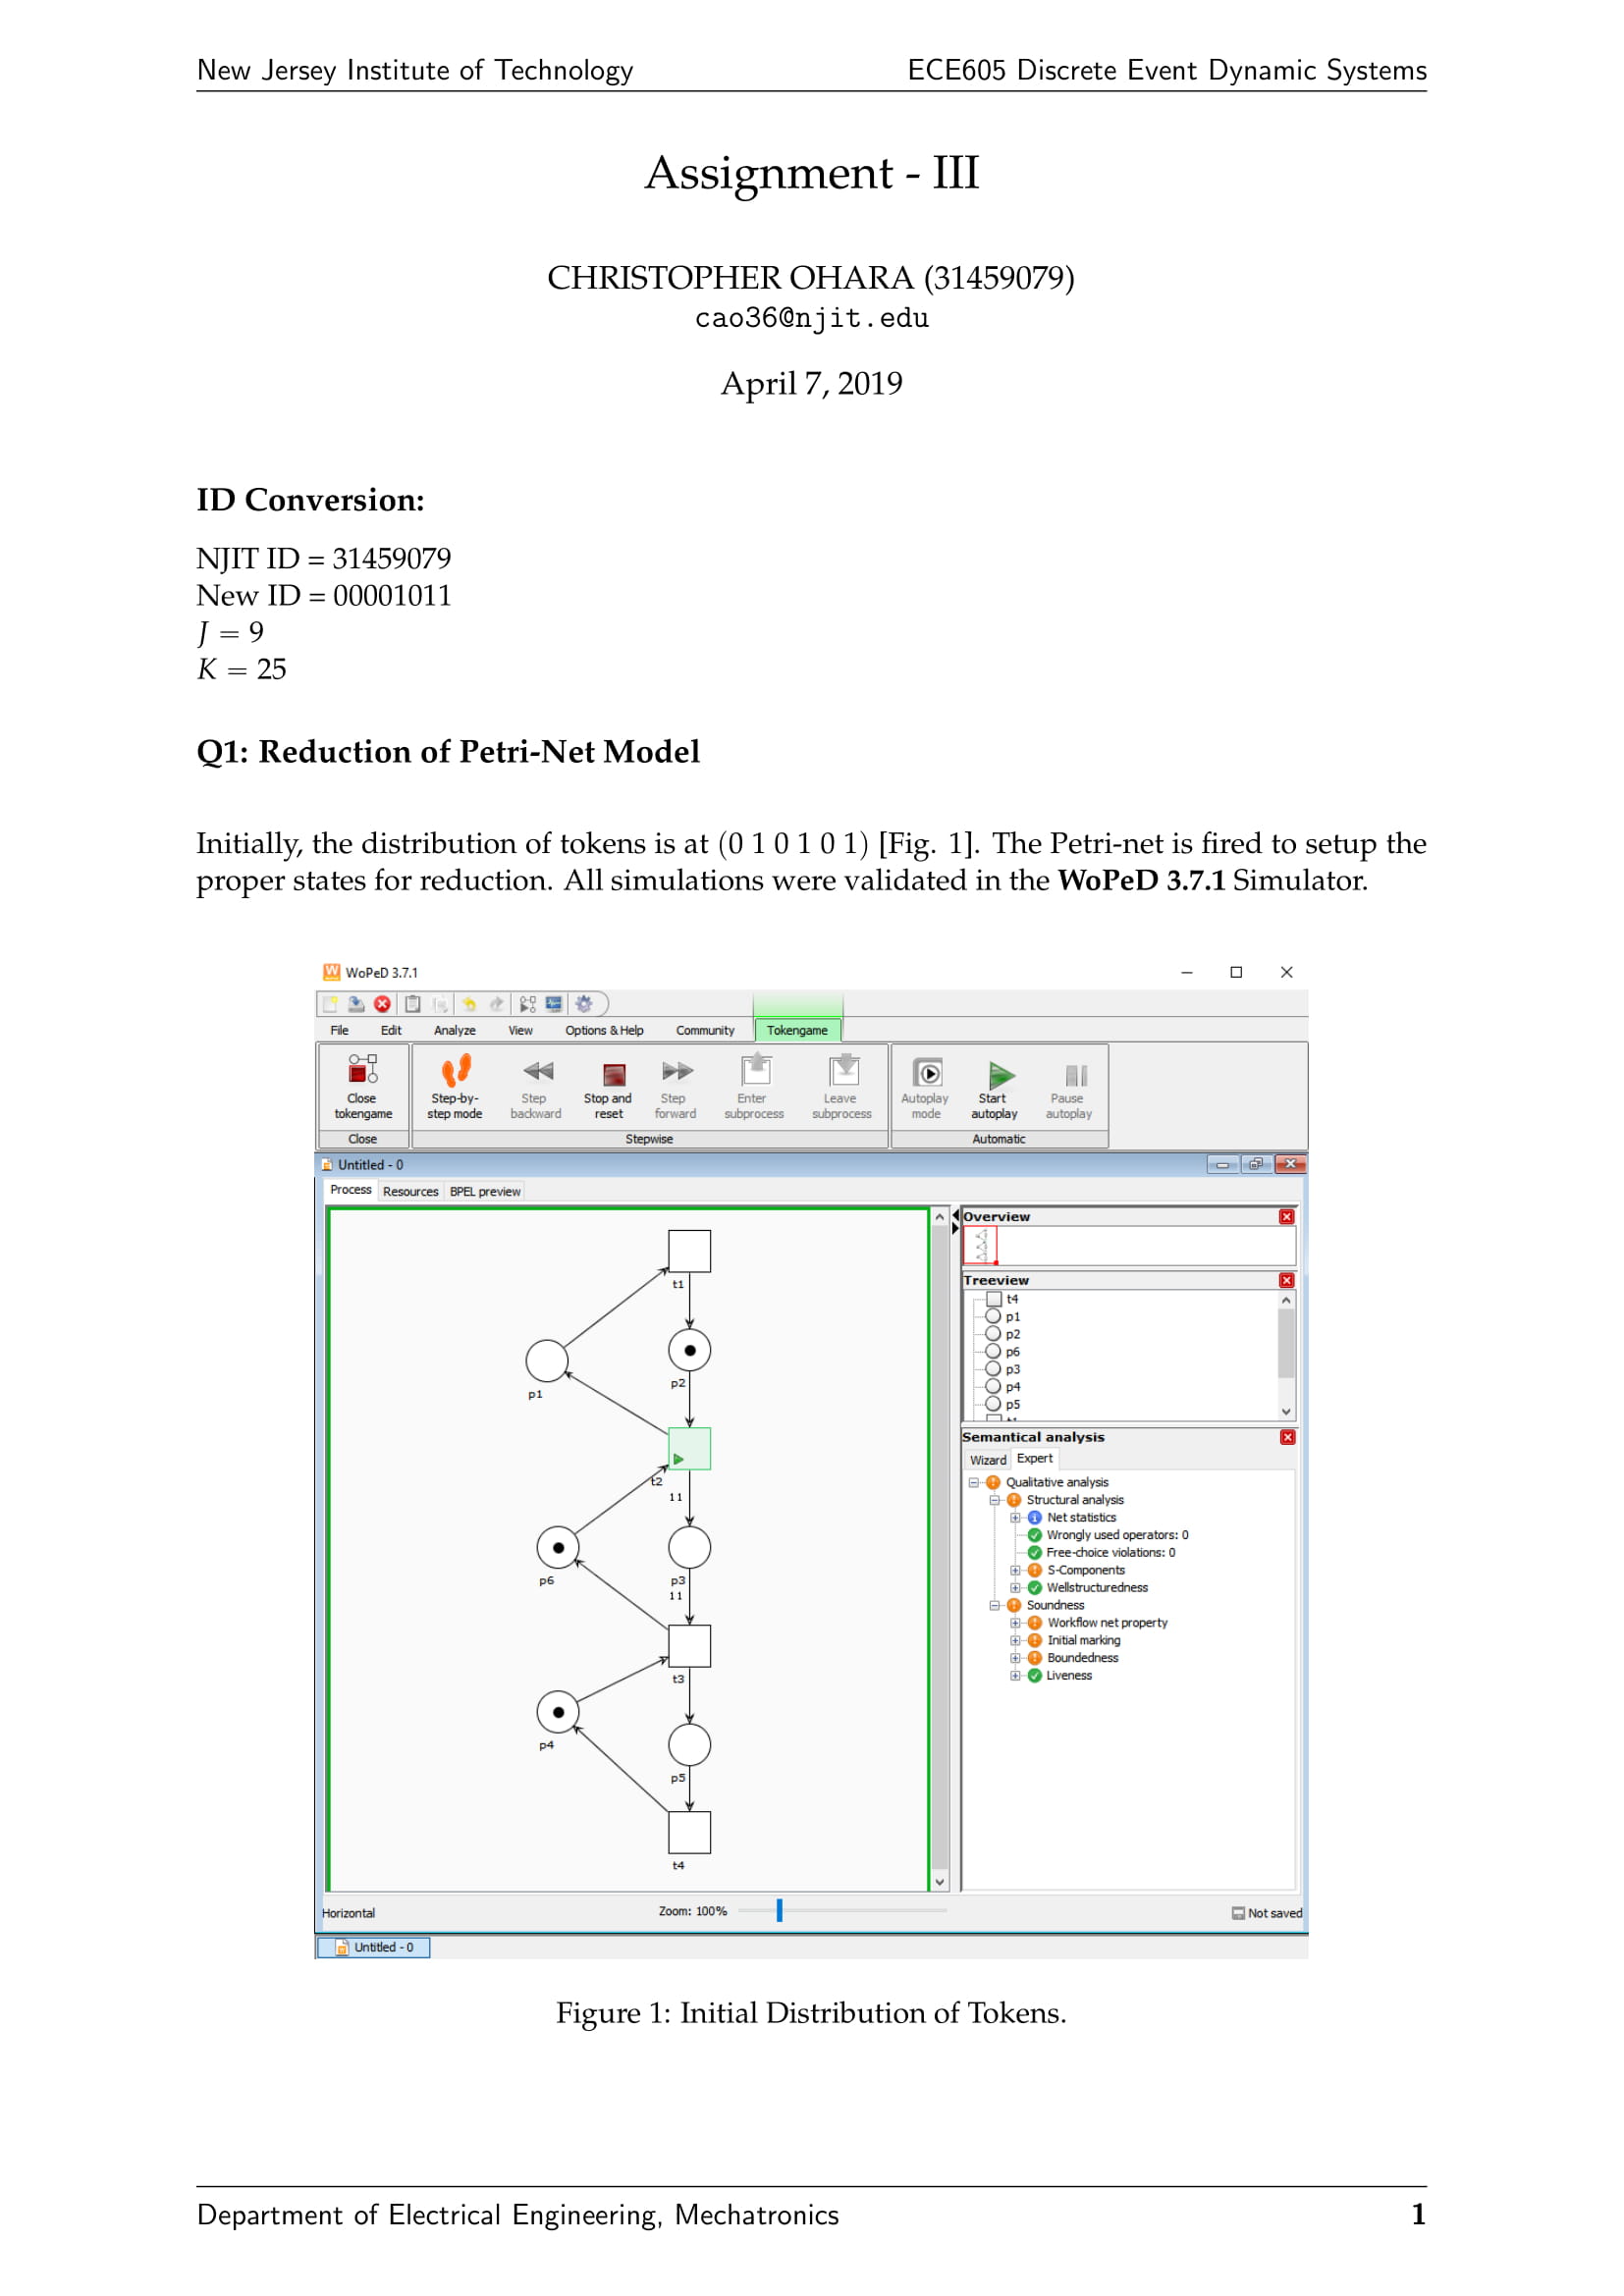 New Jersey Institute of Technology ECE605 Discrete Event Dynamic Systems
Assignment - III
CHRISTOPHER OHARA (31459079)
cao36@njit.edu
April 7, 2019
ID Conversion:
NJIT ID = 31459079
New ID = 00001011
J = 9
K = 25
Q1: Reduction of Petri-Net Model
Initially, the distribution of tokens is at (0 1 0 1 0 1) [Fig. 1]. The Petri-net is fired to setup the
proper states for reduction. All simulations were validated in the WoPeD 3.7.1 Simulator.
WoPeD 3.7.1
File Edit Analyze View Options & Help Community Tokengame
Close tokengame
Step-by-step mode
Step backward
Stop and reset
Step forward
Enter subprocess
Leave subprocess
Autoplay mode
Start autoplay
Pause autoplay
Close Stepwise Automatic
Untitled - 0
Process Resources BPEL preview
t1
p1
p2
t2
11
p6
p3
11
t3
p4
p5
t4
Overview
Treeview
t4
p1
p2
p6
p3
p4
p5
Semantical analysis
Wizard Expert
Qualitative analysis
Structural analysis
Net statistics
Wrongly used operators: 0
Free-choice violations: 0
S-Components
Wellstructuredness
Soundness
Workflow net property
Initial marking
Boundedness
Liveness
Horizontal Zoom: 100% Not saved
Untitled - 0
Figure 1: Initial Distribution of Tokens.
Department of Electrical Engineering, Mechatronics 1